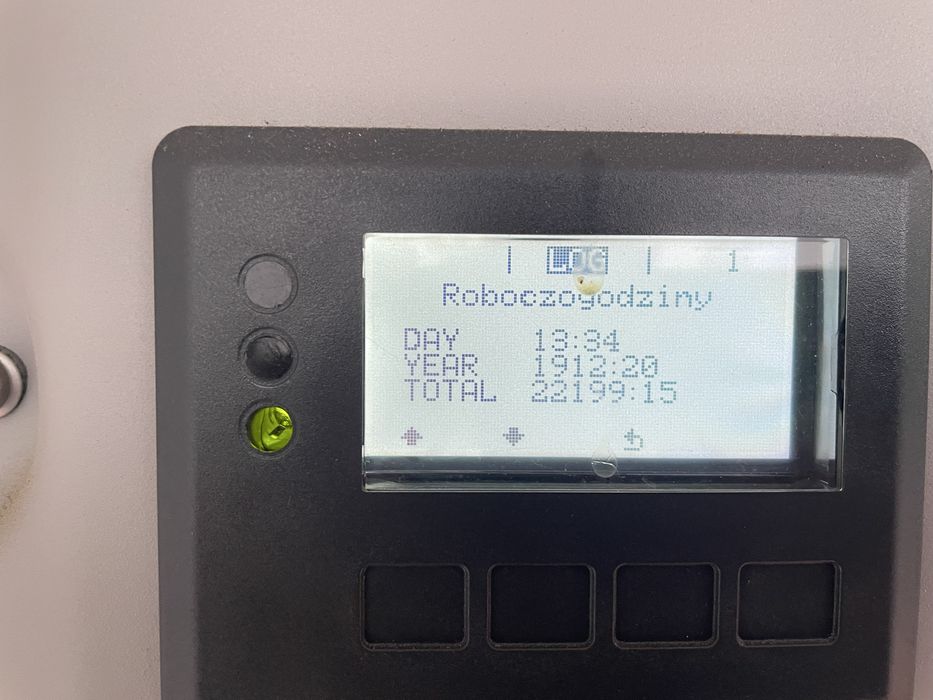 | LOG | 1
Roboczogodziny
DAY 13:34
YEAR 1912:20
TOTAL 22199:15